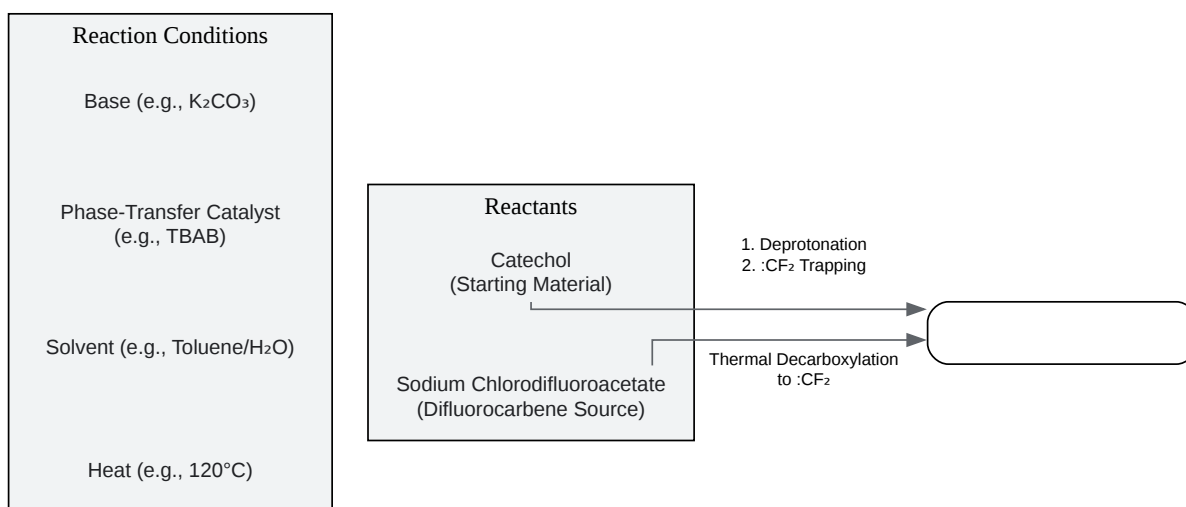 Reaction Conditions
Base (e.g., K₂CO₃)
Phase-Transfer Catalyst
(e.g., TBAB)
Solvent (e.g., Toluene/H₂O)
Heat (e.g., 120°C)
Reactants
Catechol
(Starting Material)
Sodium Chlorodifluoroacetate
(Difluorocarbene Source)
1. Deprotonation
2. :CF₂ Trapping
Thermal Decarboxylation
to :CF₂